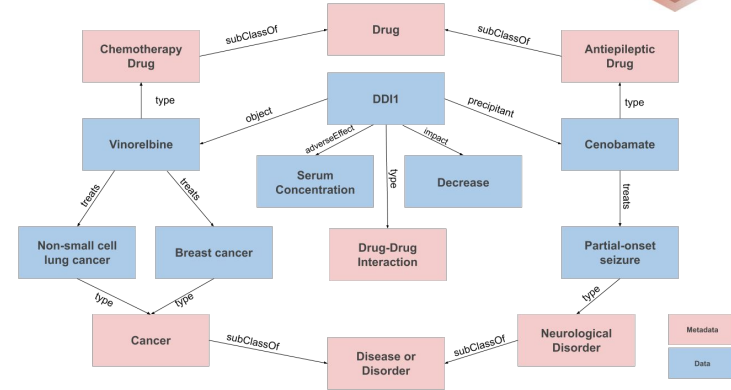 Drug
subClassOf
subClassOf
Chemotherapy
Drug
Antiepileptic
Drug
type
object
DDI1
precipitant
type
Vinorelbine
adverseEffect
impact
Cenobamate
type
treats
treats
Serum
Concentration
Decrease
treats
Non-small cell
lung cancer
Breast cancer
Drug-Drug
Interaction
Partial-onset
seizure
type
type
type
Cancer
subClassOf
Disease or
Disorder
subClassOf
Neurological
Disorder
Metadata
Data